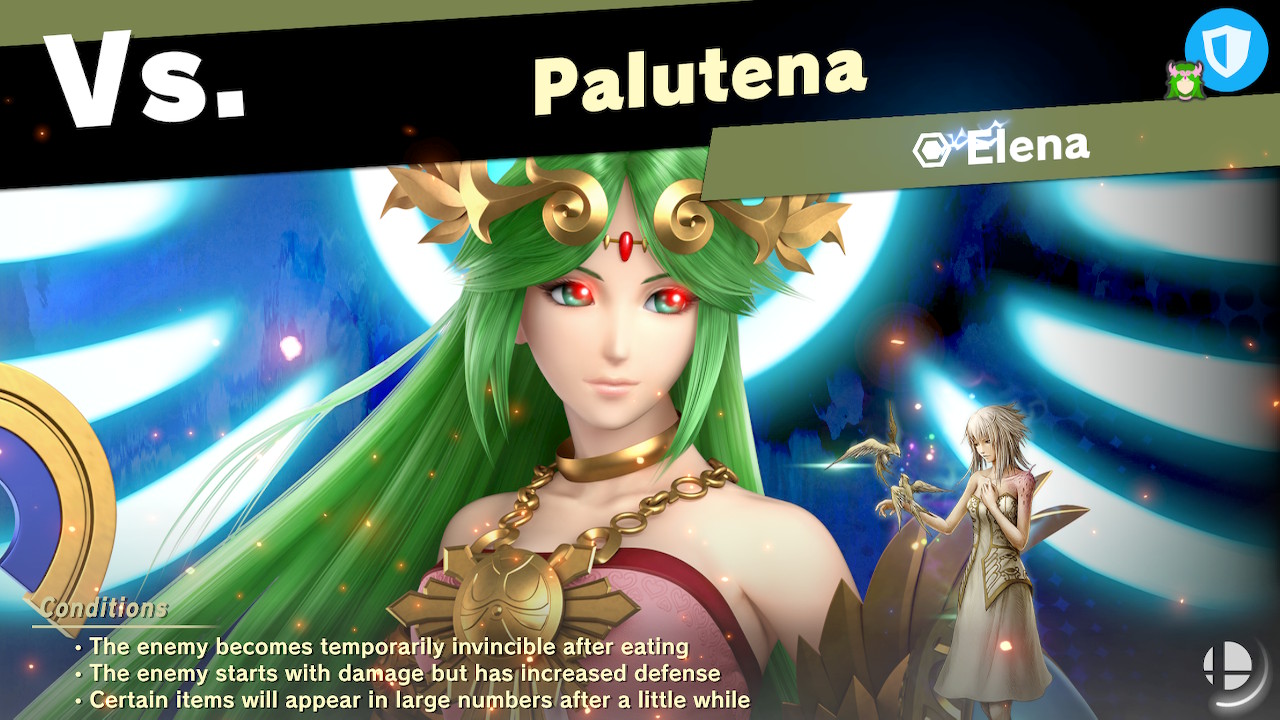 Vs.
Palutena
Elena
Conditions
• The enemy becomes temporarily invincible after eating
• The enemy starts with damage but has increased defense
• Certain items will appear in large numbers after a little while